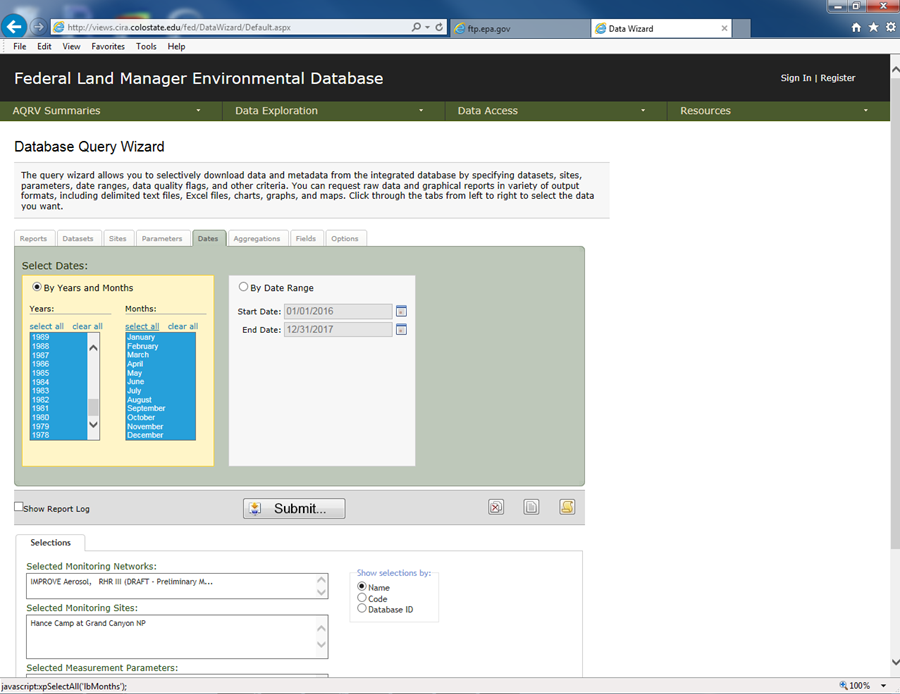 http://views.cira.colostate.edu/fed/DataWizard/Default.aspx
ftp.epa.gov
Data Wizard
File Edit View Favorites Tools Help
Federal Land Manager Environmental Database
Sign In | Register
AQRV Summaries Data Exploration Data Access Resources
Database Query Wizard
The query wizard allows you to selectively download data and metadata from the integrated database by specifying datasets, sites,
parameters, date ranges, data quality flags, and other criteria. You can request raw data and graphical reports in variety of output
formats, including delimited text files, Excel files, charts, graphs, and maps. Click through the tabs from left to right to select the data
you want.
Reports Datasets Sites Parameters Dates Aggregations Fields Options
Select Dates:
By Years and Months
Years:
select all clear all
1989
1988
1987
1986
1985
1984
1983
1982
1981
1980
1979
1978
Months:
select all clear all
January
February
March
April
May
June
July
August
September
October
November
December
By Date Range
Start Date: 01/01/2016
End Date: 12/31/2017
Show Report Log
Submit...
Selections
Selected Monitoring Networks:
IMPROVE Aerosol, RHR III (DRAFT - Preliminary M...
Selected Monitoring Sites:
Hance Camp at Grand Canyon NP
Selected Measurement Parameters:
Show selections by:
Name
Code
Database ID
javascript:xpSelectAll('lbMonths');
100%